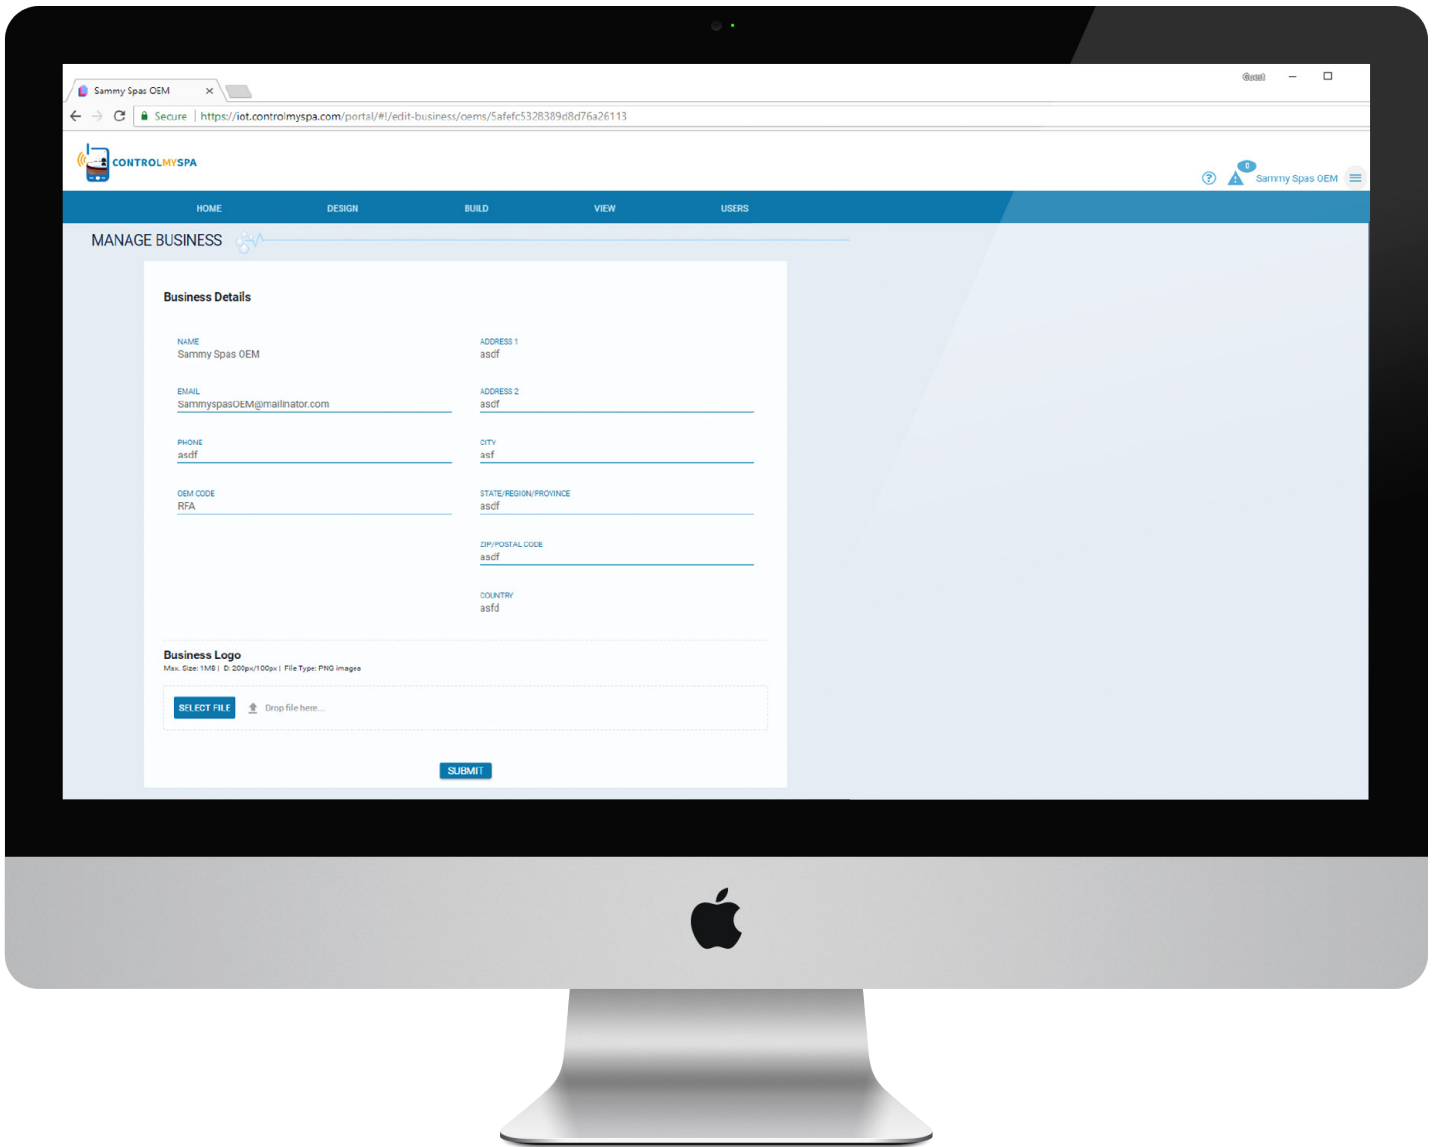 Guest
Sammy Spas OEM
Secure https://iot.controlmyspa.com/portal/#!/edit-business/oems/5afefc5328389d8d76a26113
CONTROLMYSPA
0
? Sammy Spas OEM
HOME DESIGN BUILD VIEW USERS
MANAGE BUSINESS
Business Details
NAME ADDRESS 1
Sammy Spas OEM asdf
EMAIL ADDRESS 2
SammyspasOEM@mailinator.com asdf
PHONE CITY
asdf asf
OEM CODE STATE/REGION/PROVINCE
RFA asdf
ZIP/POSTAL CODE
asdf
COUNTRY
asfd
Business Logo
Max. Size: 1MB | D: 200px/100px | File Type: PNG images
SELECT FILE Drop file here...
SUBMIT